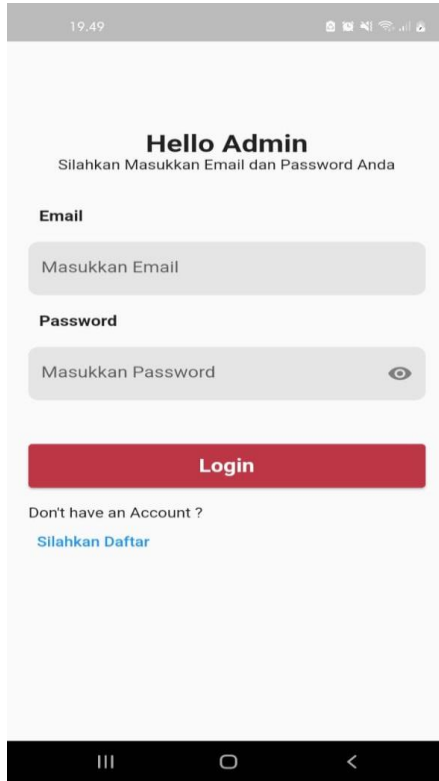 19.49
Hello Admin
Silahkan Masukkan Email dan Password Anda
Email
Masukkan Email
Password
Masukkan Password
Login
Don't have an Account ?
Silahkan Daftar